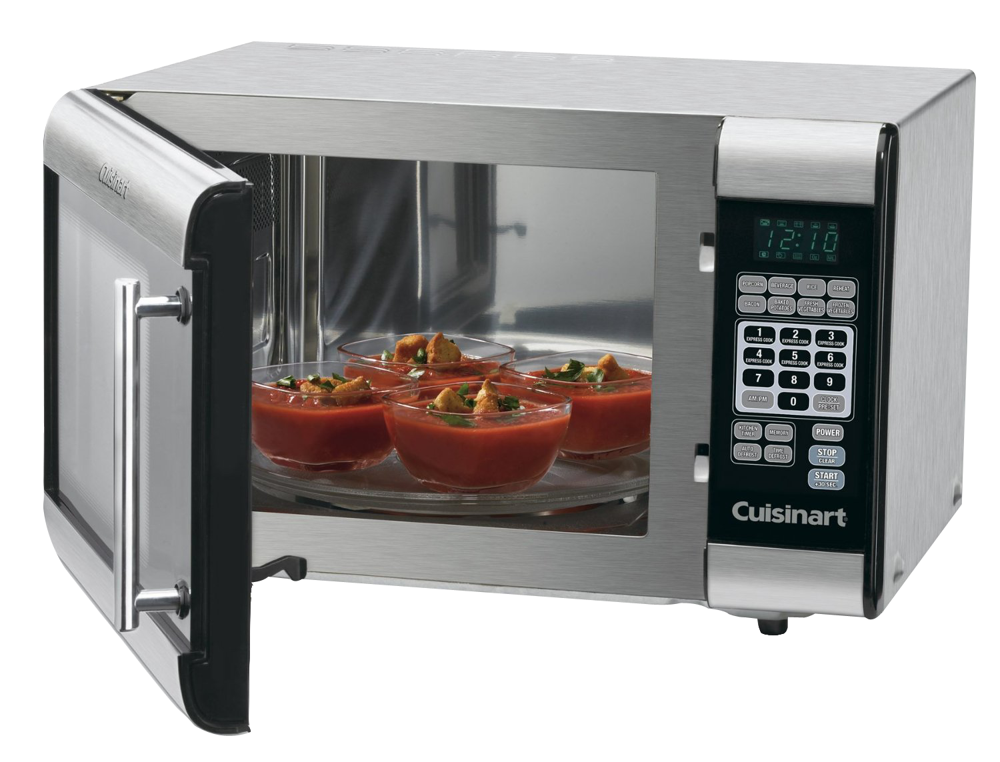 Cuisinart
12:10
POPCORN BEVERAGE RICE REHEAT
BACON BAKED POTATOES FRESH VEGETABLES FROZEN VEGETABLES
1 EXPRESS COOK 2 EXPRESS COOK 3 EXPRESS COOK
4 EXPRESS COOK 5 EXPRESS COOK 6 EXPRESS COOK
7 8 9
AM/PM 0 CLOCK PRE-SET
KITCHEN TIMER MEMORY POWER
AUTO DEFROST TIME DEFROST STOP CLEAR
START +30 SEC.
Cuisinart